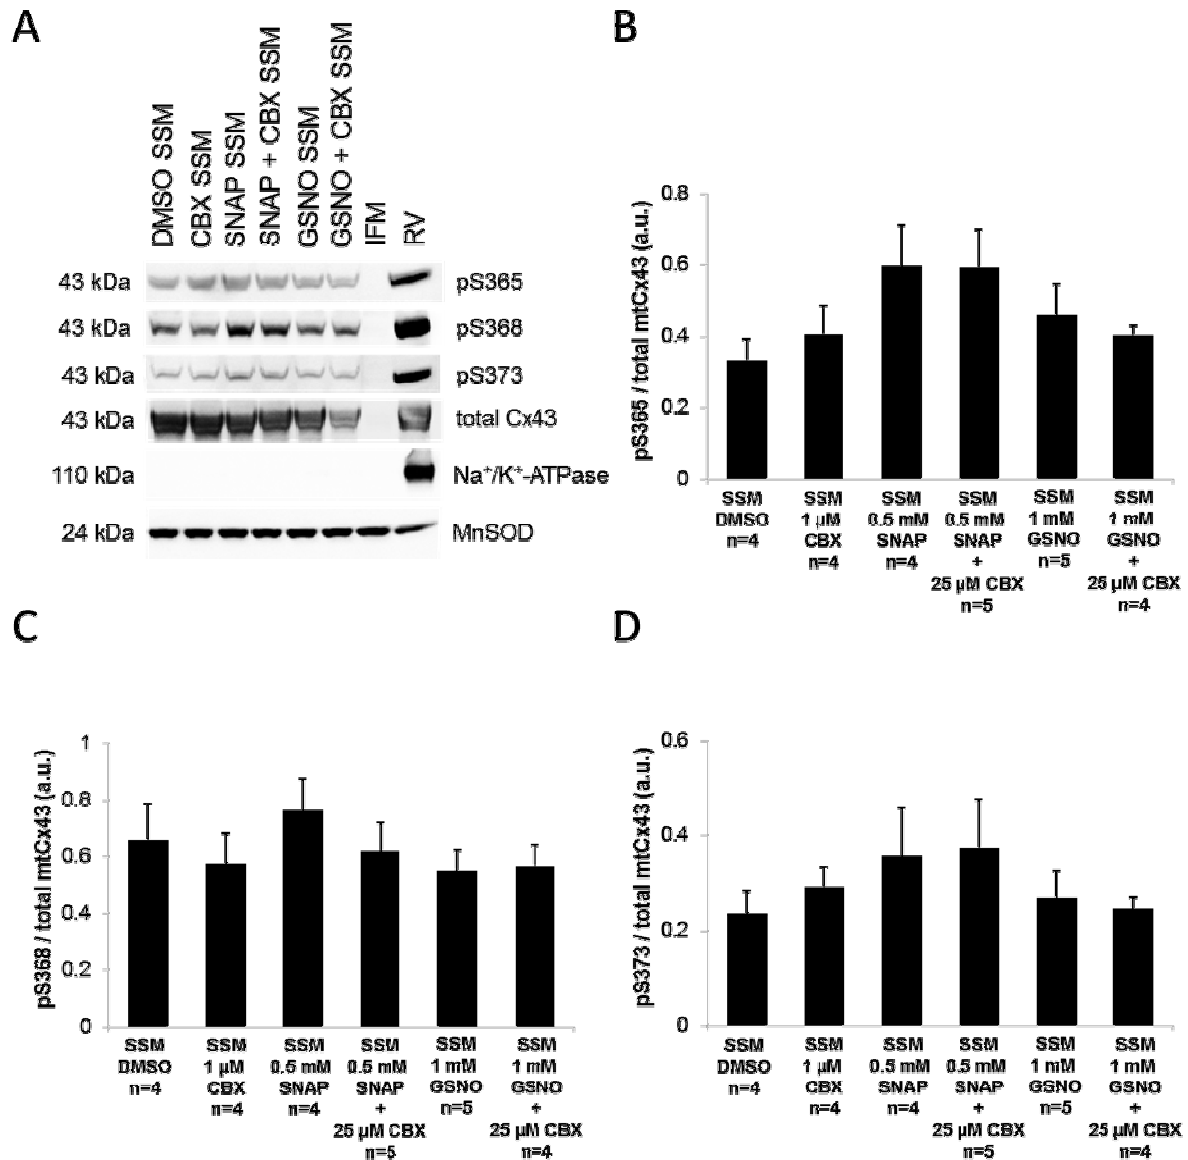 A
DMSO SSM
CBX SSM
SNAP SSM
SNAP + CBX SSM
GSNO SSM
GSNO + CBX SSM
IFM
RV
43 kDa pS365
43 kDa pS368
43 kDa pS373
43 kDa total Cx43
110 kDa Na⁺/K⁺-ATPase
24 kDa MnSOD
B
pS365 / total mtCx43 (a.u.)
0.8
0.6
0.4
0.2
0
SSM
DMSO
n=4
SSM
1 µM
CBX
n=4
SSM
0.5 mM
SNAP
n=4
SSM
0.5 mM
SNAP
+
25 µM CBX
n=5
SSM
1 mM
GSNO
n=5
SSM
1 mM
GSNO
+
25 µM CBX
n=4
C
pS368 / total mtCx43 (a.u.)
1
0.8
0.6
0.4
0.2
0
SSM
DMSO
n=4
SSM
1 µM
CBX
n=4
SSM
0.5 mM
SNAP
n=4
SSM
0.5 mM
SNAP
+
25 µM CBX
n=5
SSM
1 mM
GSNO
n=5
SSM
1 mM
GSNO
+
25 µM CBX
n=4
D
pS373 / total mtCx43 (a.u.)
0.6
0.4
0.2
0
SSM
DMSO
n=4
SSM
1 µM
CBX
n=4
SSM
0.5 mM
SNAP
n=4
SSM
0.5 mM
SNAP
+
25 µM CBX
n=5
SSM
1 mM
GSNO
n=5
SSM
1 mM
GSNO
+
25 µM CBX
n=4